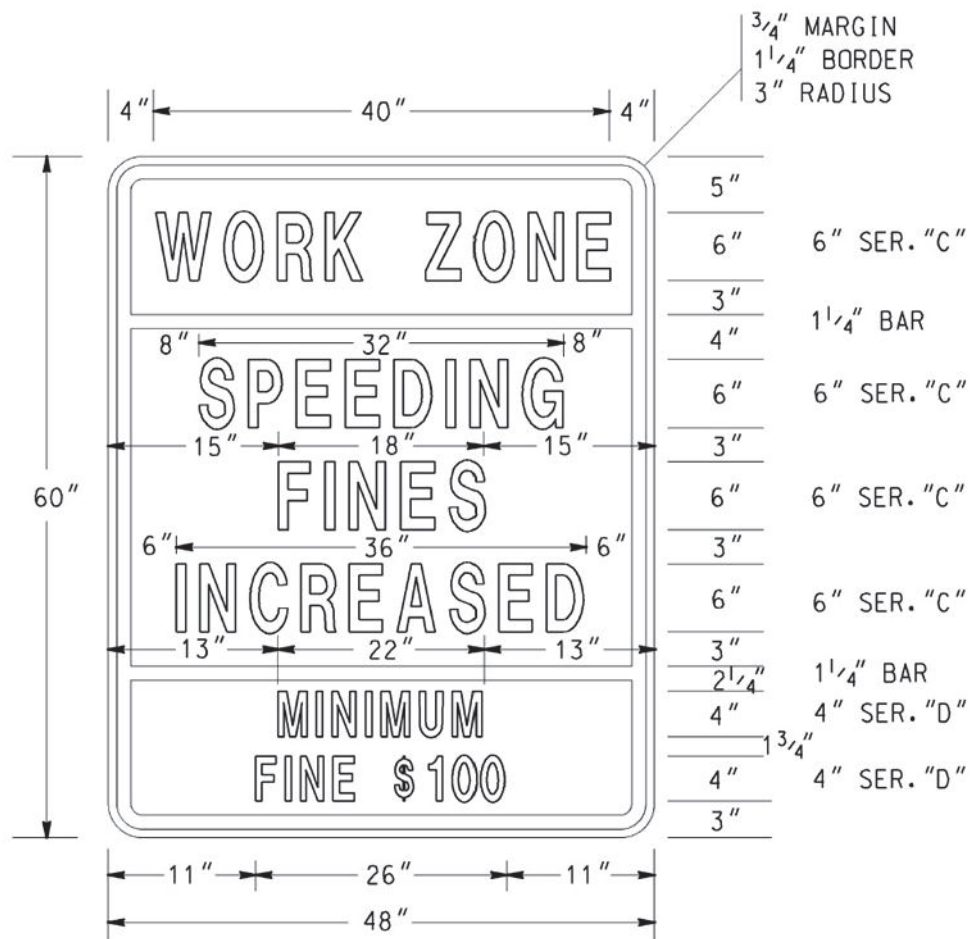 3/4" MARGIN
1 1/4" BORDER
3" RADIUS
4" 40" 4"
5"
WORK ZONE
6" 6" SER. "C"
3"
1 1/4" BAR
8" 32" 8"
4"
SPEEDING
6" 6" SER. "C"
15" 18" 15"
3"
60"
FINES
6" 6" SER. "C"
6" 36" 6"
3"
INCREASED
6" 6" SER. "C"
13" 22" 13"
3"
2 1/4" 1 1/4" BAR
MINIMUM
4" 4" SER. "D"
1 3/4"
FINE $100
4" 4" SER. "D"
3"
11" 26" 11"
48"